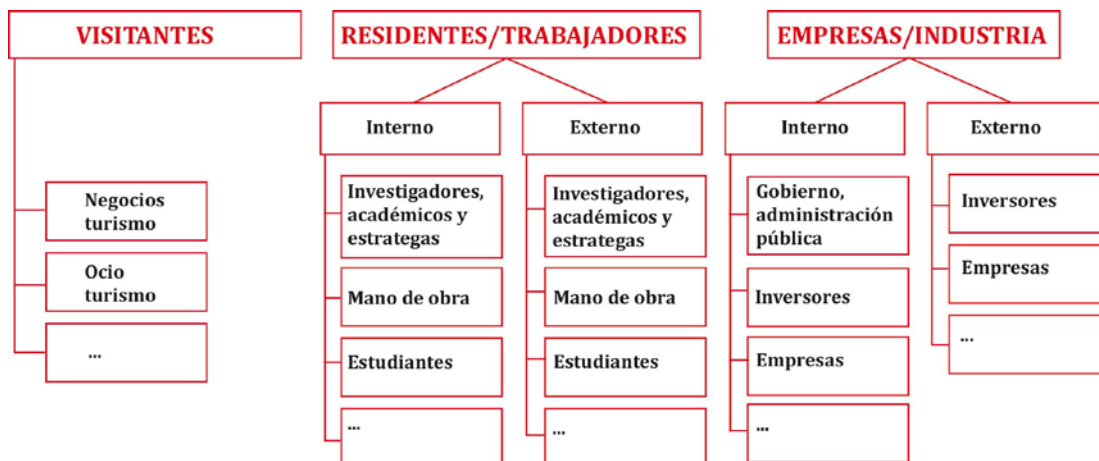 VISITANTES
Negocios
turismo
Ocio
turismo
...
RESIDENTES/TRABAJADORES
Interno
Investigadores,
académicos y
estrategas
Mano de obra
Estudiantes
...
Externo
Investigadores,
académicos y
estrategas
Mano de obra
Estudiantes
...
EMPRESAS/INDUSTRIA
Interno
Gobierno,
administración
pública
Inversores
Empresas
...
Externo
Inversores
Empresas
...